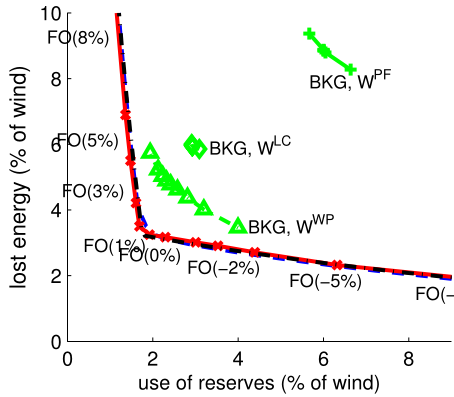 10
FO(8%)
BKG, W^PF
8
FO(5%)
BKG, W^LC
6
FO(3%)
4
BKG, W^WP
FO(1%)
FO(0%)
FO(−2%)
FO(−5%)
FO(−
2
0
lost energy (% of wind)
0 2 4 6 8
use of reserves (% of wind)